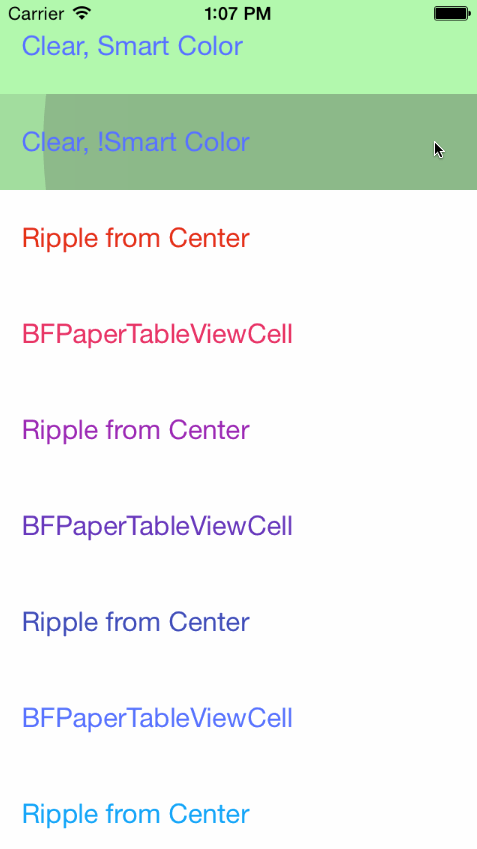 Carrier 1:07 PM
Clear, Smart Color
Clear, !Smart Color
Ripple from Center
BFPaperTableViewCell
Ripple from Center
BFPaperTableViewCell
Ripple from Center
BFPaperTableViewCell
Ripple from Center